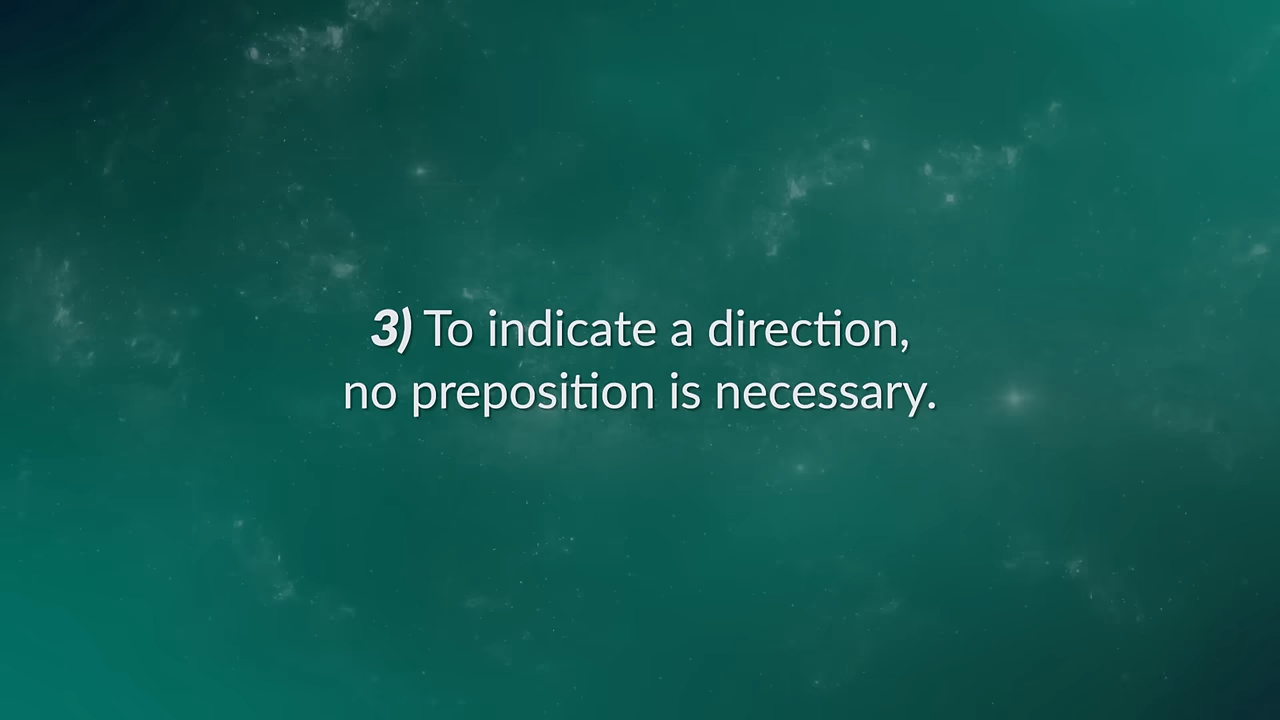 3) To indicate a direction,
no preposition is necessary.